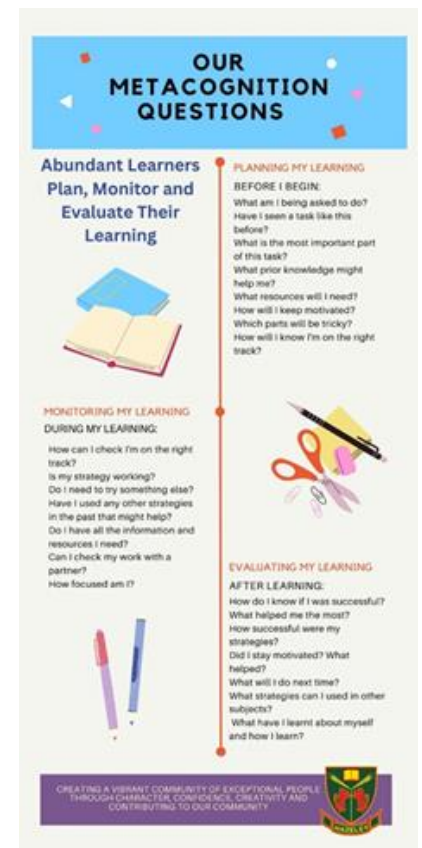 OUR
METACOGNITION
QUESTIONS
Abundant Learners
Plan, Monitor and
Evaluate Their
Learning
PLANNING MY LEARNING
BEFORE I BEGIN:
What am I being asked to do?
Have I seen a task like this
before?
What is the most important part
of this task?
What prior knowledge might
help me?
What resources will I need?
How will I keep motivated?
Which parts will be tricky?
How will I know I'm on the right
track?
MONITORING MY LEARNING
DURING MY LEARNING:
How can I check I'm on the right
track?
Is my strategy working?
Do I need to try something else?
Have I used any other strategies
in the past that might help?
Do I have all the information and
resources I need?
Can I check my work with a
partner?
How focused am I?
EVALUATING MY LEARNING
AFTER LEARNING:
How do I know if I was successful?
What helped me the most?
How successful were my
strategies?
Did I stay motivated? What
helped?
What will I do next time?
What strategies can I used in other
subjects?
What have I learnt about myself
and how I learn?
CREATING A VIBRANT COMMUNITY OF EXCEPTIONAL PEOPLE
THROUGH CHARACTER, CONFIDENCE, CREATIVITY AND
CONTRIBUTING TO OUR COMMUNITY
HAZELEY